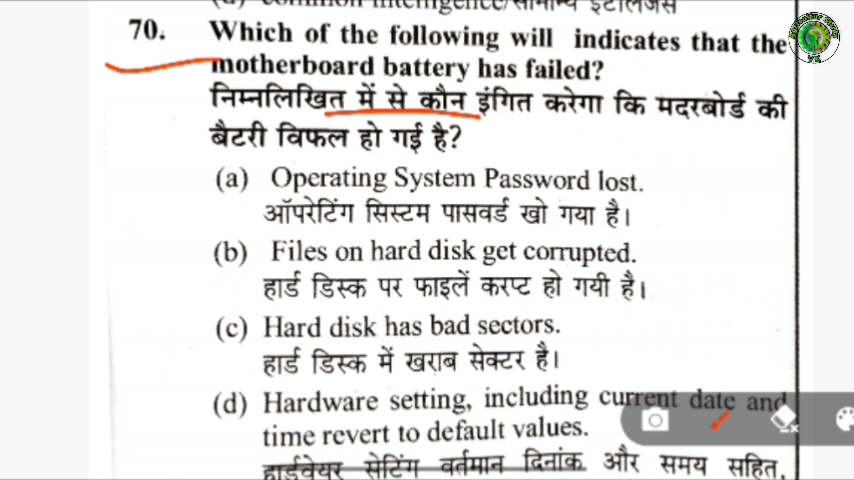 (d) common intelligence/सामान्य इंटेलिजेंस
70. Which of the following will indicates that the
motherboard battery has failed?
निम्नलिखित में से कौन इंगित करेगा कि मदरबोर्ड की
बैटरी विफल हो गई है?
(a) Operating System Password lost.
ऑपरेटिंग सिस्टम पासवर्ड खो गया है।
(b) Files on hard disk get corrupted.
हार्ड डिस्क पर फाइलें करप्ट हो गयी है।
(c) Hard disk has bad sectors.
हार्ड डिस्क में खराब सेक्टर है।
(d) Hardware setting, including current date and
time revert to default values.
हार्डवेयर सेटिंग वर्तमान दिनांक और समय सहित,